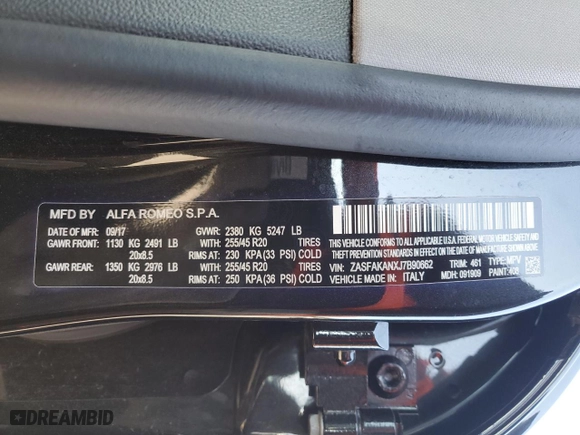 MFD BY ALFA ROMEO S.P.A.
DATE OF MFR: 09/17 GVWR: 2380 KG 5247 LB
GAWR FRONT: 1130 KG 2491 LB WITH: 255/45 R20 TIRES
20x8.5 RIMS AT: 230 KPA (33 PSI) COLD
GAWR REAR: 1350 KG 2976 LB WITH: 255/45 R20 TIRES
20x8.5 RIMS AT: 250 KPA (36 PSI) COLD
THIS VEHICLE CONFORMS TO ALL APPLICABLE U.S.A. FEDERAL
MOTOR VEHICLE SAFETY, BUMPER, AND
THEFT PREVENTION STANDARDS IN EFFECT ON THE DATE OF MANUFACTURE SHOWN ABOVE.
VIN: ZASFAKANXJ7B90862 TRIM: 461 TYPE: MPV
VEHICLE MADE IN: ITALY MDH: 091909 PAINT: 408
DREAMBID